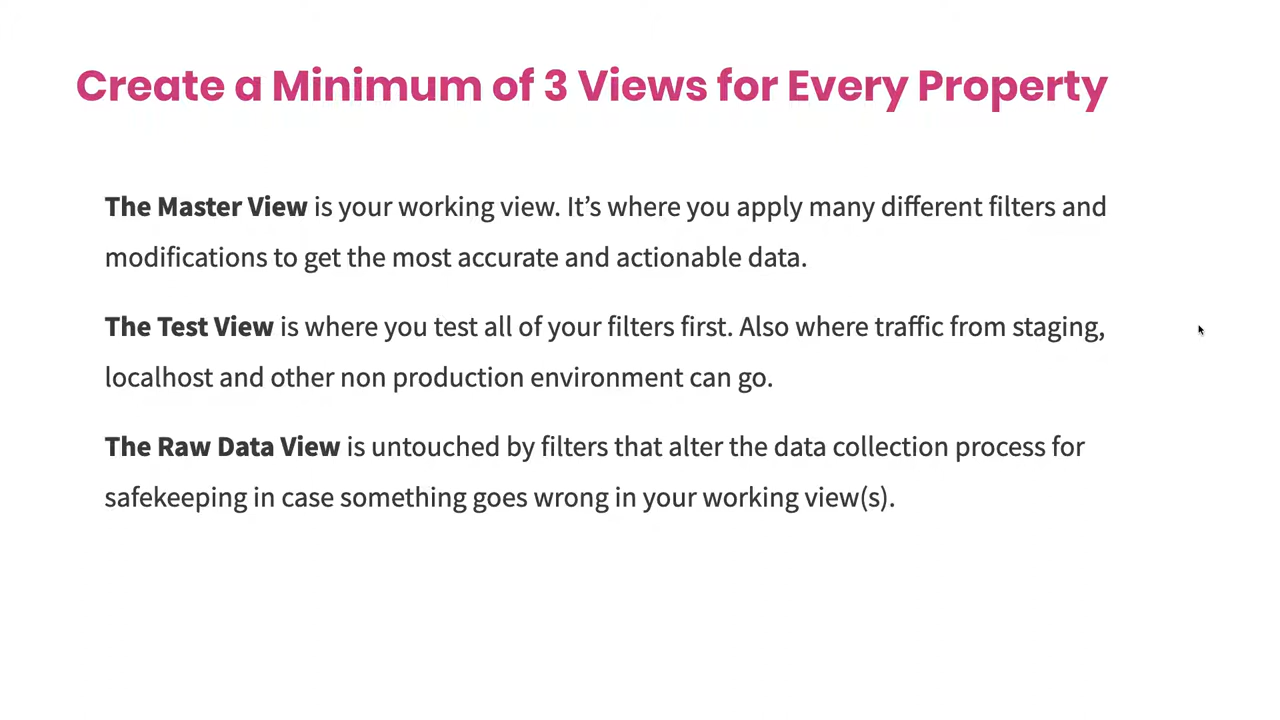 Create a Minimum of 3 Views for Every Property
The Master View is your working view. It’s where you apply many different filters and
modifications to get the most accurate and actionable data.
The Test View is where you test all of your filters first. Also where traffic from staging,
localhost and other non production environment can go.
The Raw Data View is untouched by filters that alter the data collection process for
safekeeping in case something goes wrong in your working view(s).